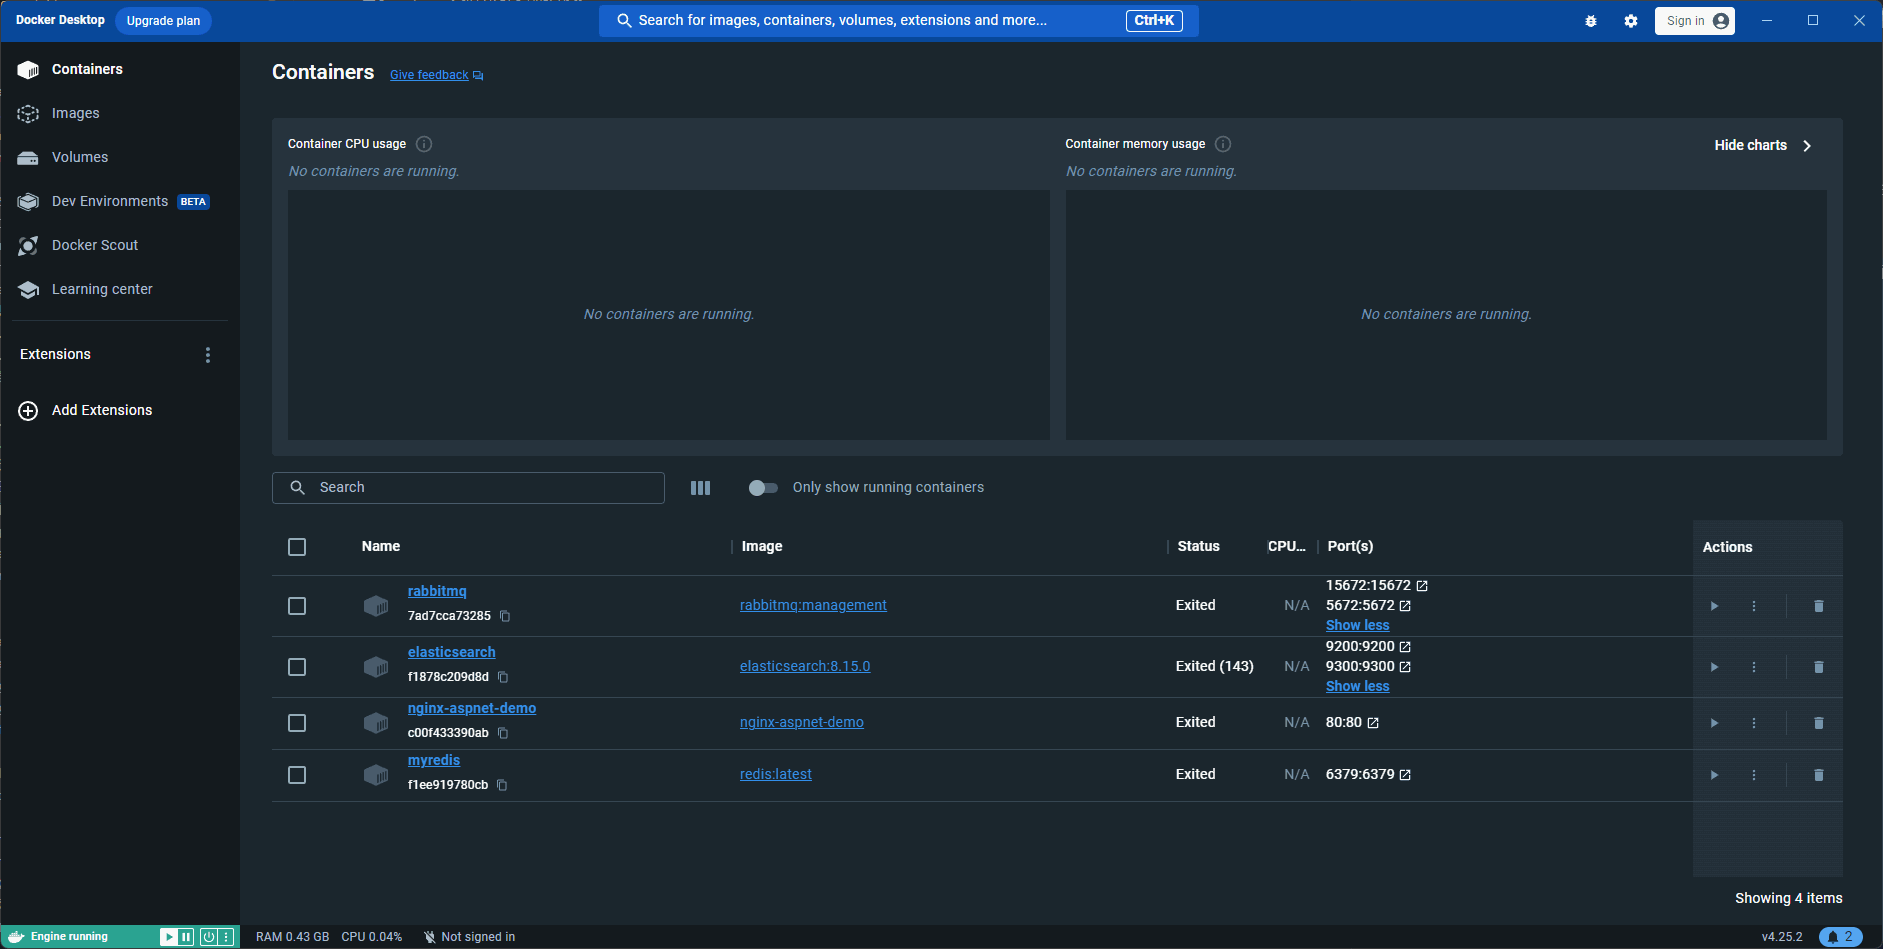 Docker Desktop Upgrade plan Search for images, containers, volumes, extensions and more... Ctrl+K Sign in
Containers
Images
Volumes
Dev Environments BETA
Docker Scout
Learning center
Extensions
Add Extensions
Containers Give feedback
Container CPU usage
No containers are running.
No containers are running.
Container memory usage
No containers are running.
No containers are running.
Hide charts
Search Only show running containers
Name Image Status CPU... Port(s) Actions
rabbitmq
7ad7cca73285
rabbitmq:management Exited N/A
15672:15672
5672:5672
Show less
elasticsearch
f1878c209d8d
elasticsearch:8.15.0 Exited (143) N/A
9200:9200
9300:9300
Show less
nginx-aspnet-demo
c00f433390ab
nginx-aspnet-demo Exited N/A 80:80
myredis
f1ee919780cb
redis:latest Exited N/A 6379:6379
Showing 4 items
Engine running RAM 0.43 GB CPU 0.04% Not signed in v4.25.2 2